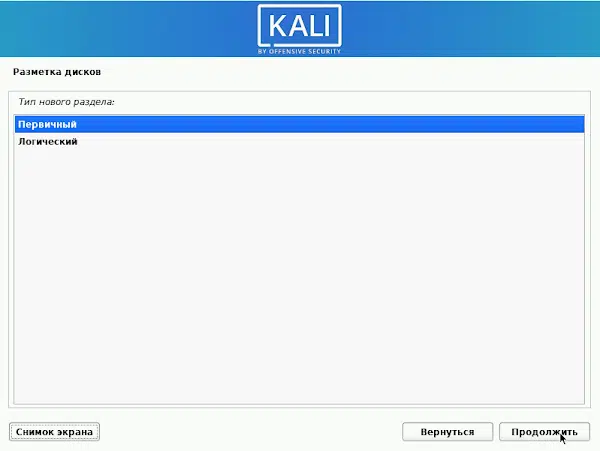 KALI
BY OFFENSIVE SECURITY
Разметка дисков
Тип нового раздела:
Первичный
Логический
Снимок экрана
Вернуться
Продолжить